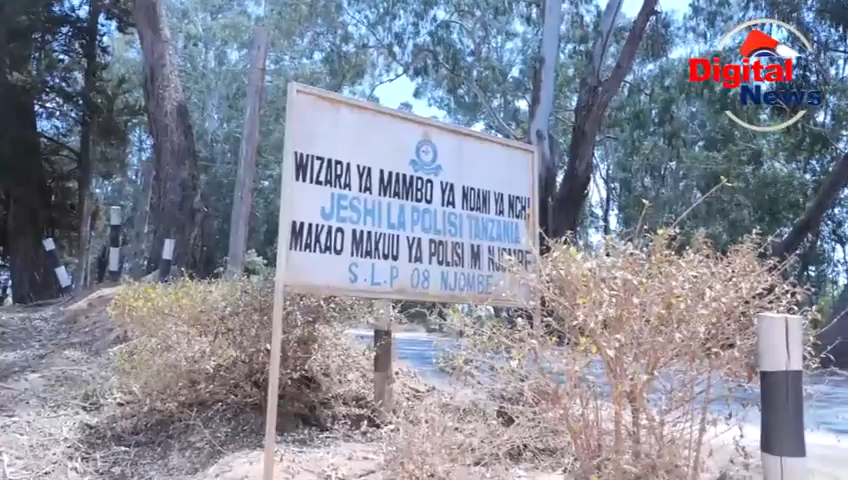 WIZARA YA MAMBO YA NDANI YA NCHI
JESHI LA POLISI TANZANIA
MAKAO MAKUU YA POLISI M NJOMBE
S.L.P 08 NJOMBE
Digital
News